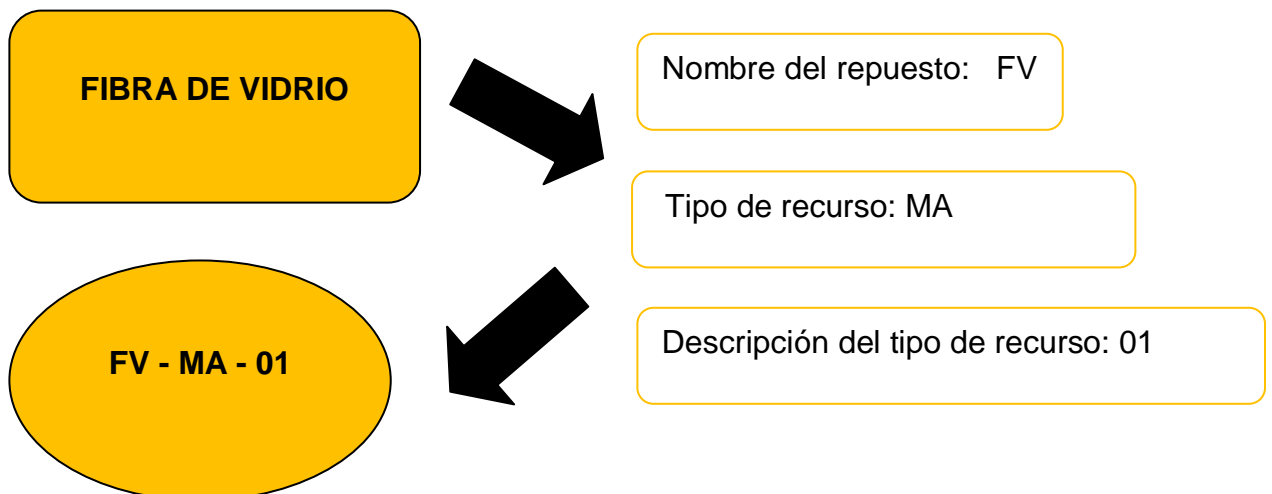 FIBRA DE VIDRIO
Nombre del repuesto: FV
Tipo de recurso: MA
Descripción del tipo de recurso: 01
FV - MA - 01